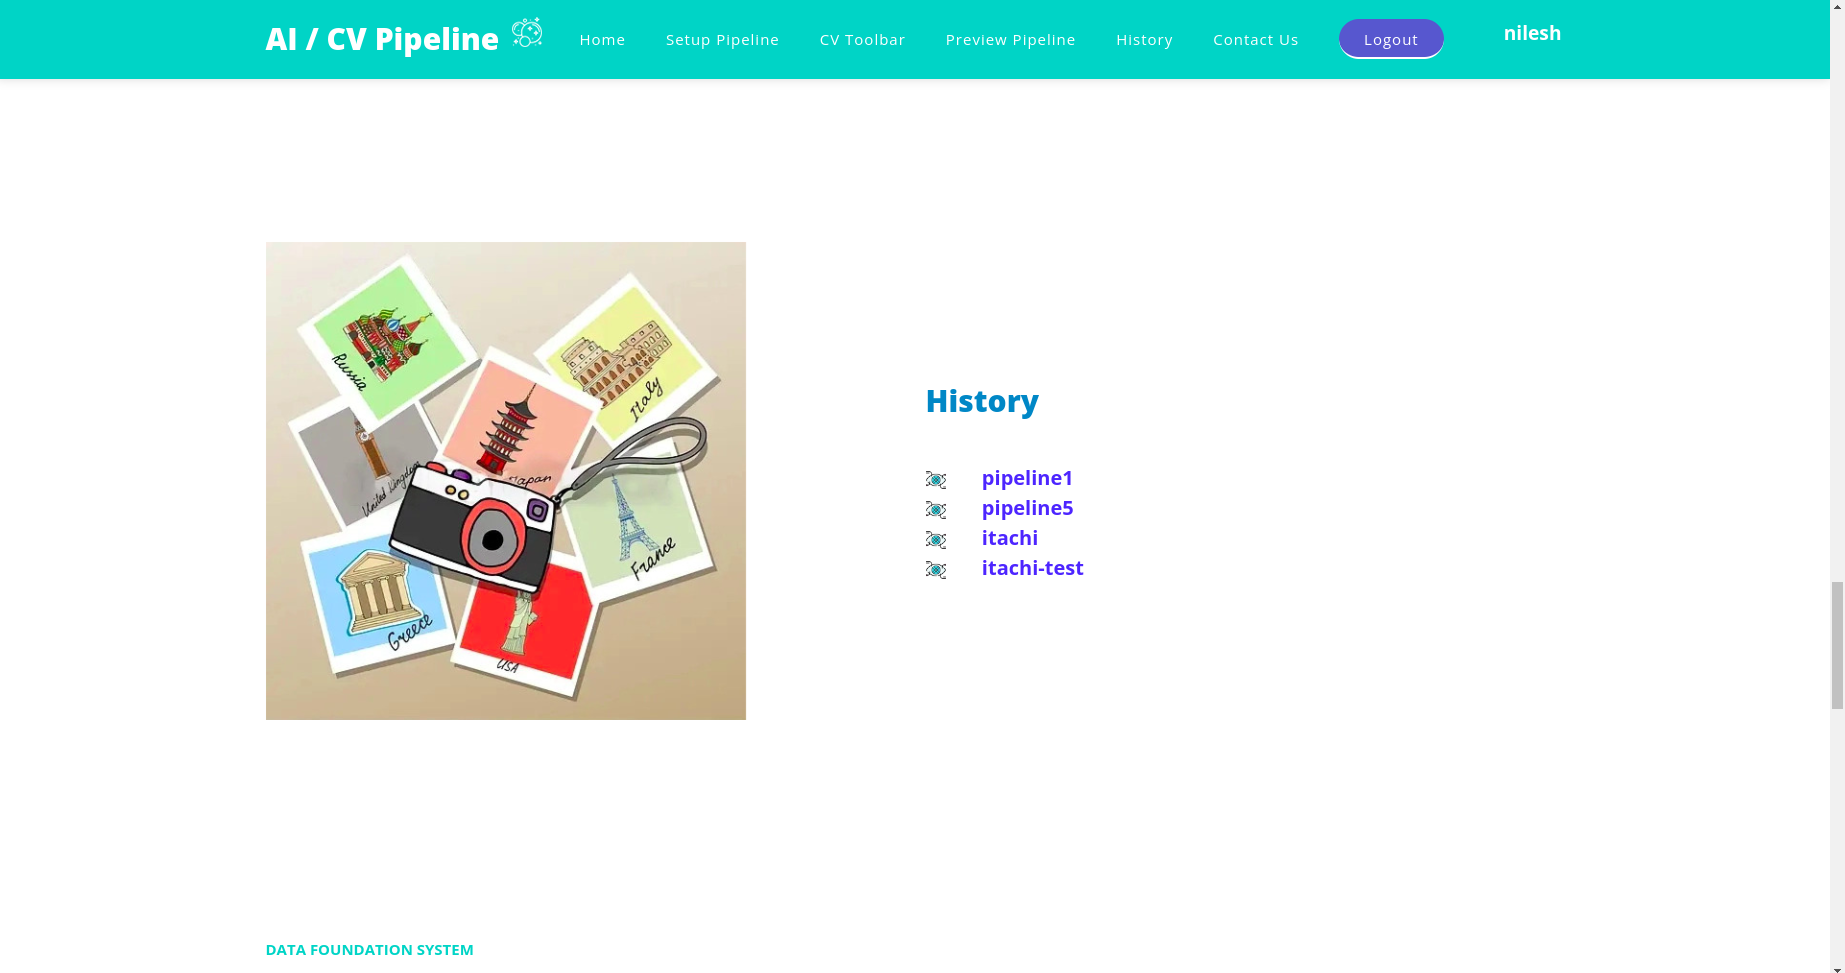 AI / CV Pipeline
Home
Setup Pipeline
CV Toolbar
Preview Pipeline
History
Contact Us
Logout
nilesh
Russia
Italy
United Kingdom
Japan
France
Greece
USA
History
pipeline1
pipeline5
itachi
itachi-test
DATA FOUNDATION SYSTEM